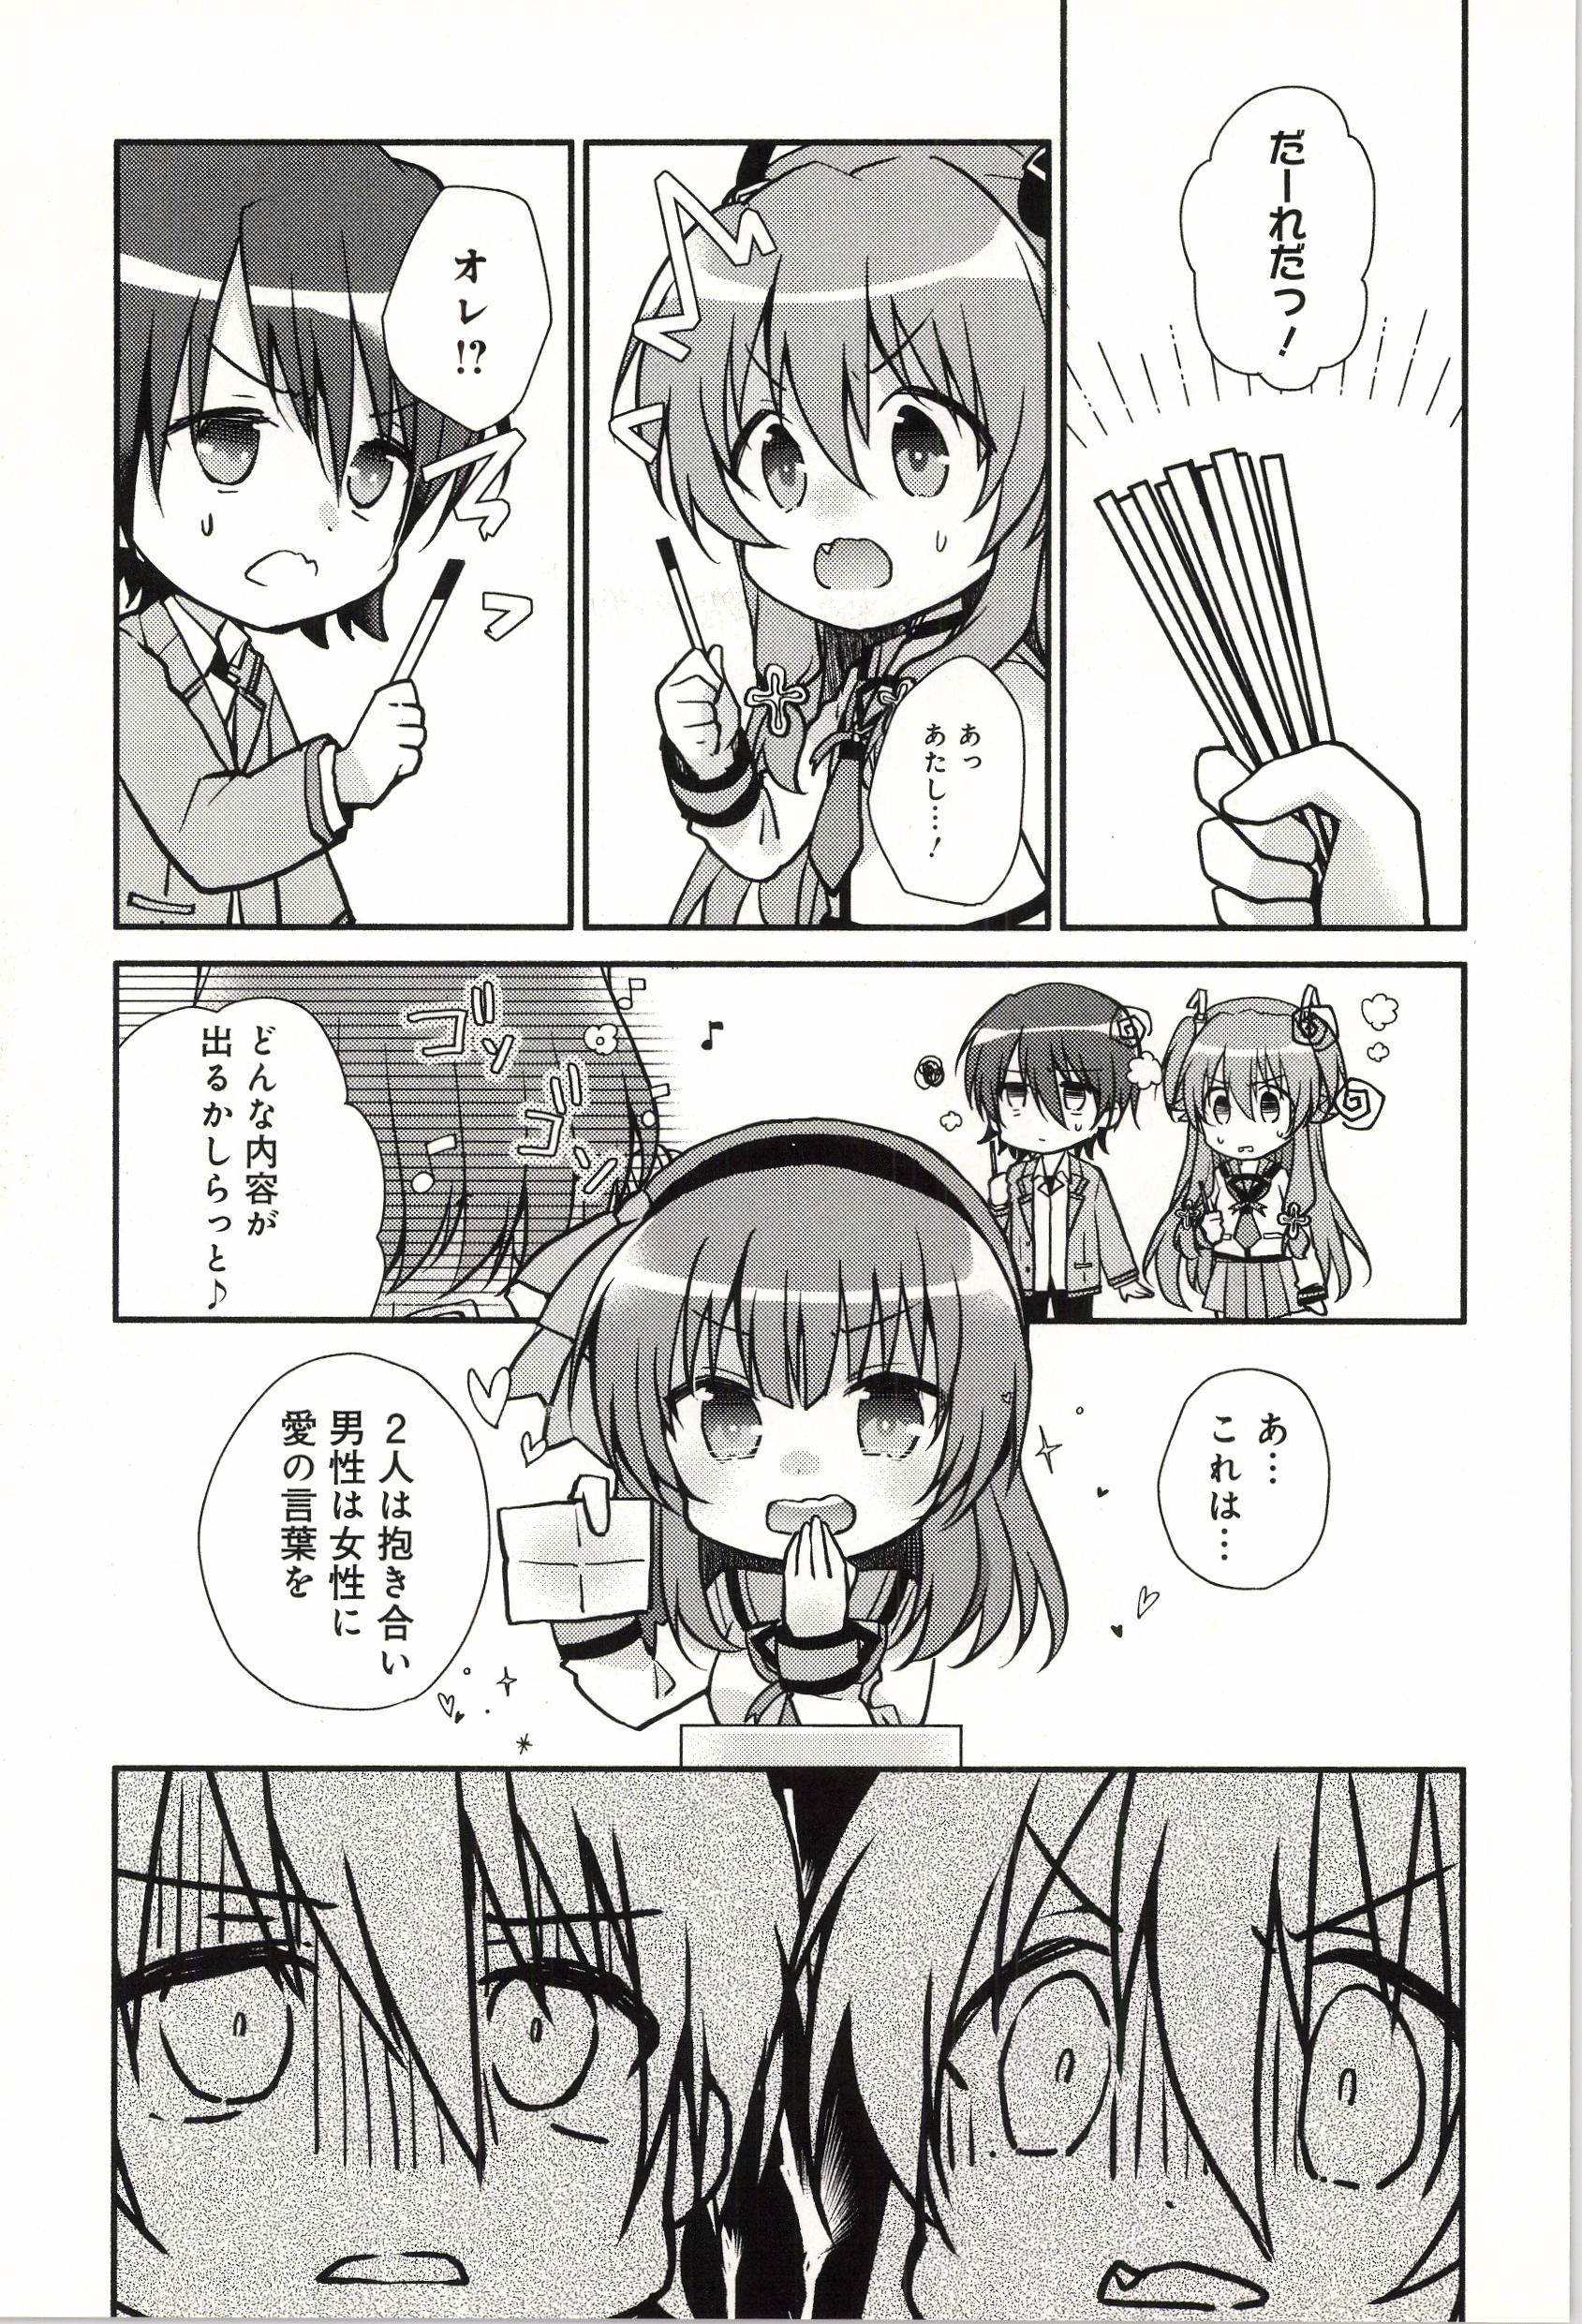 だーれだっ！
あっ
あたし…！
オレ!?
ゴソ
ゴソ
どんな内容が
出るかしらっと♪
あ…
これは…
2人は抱き合い
男性は女性に
愛の言葉を